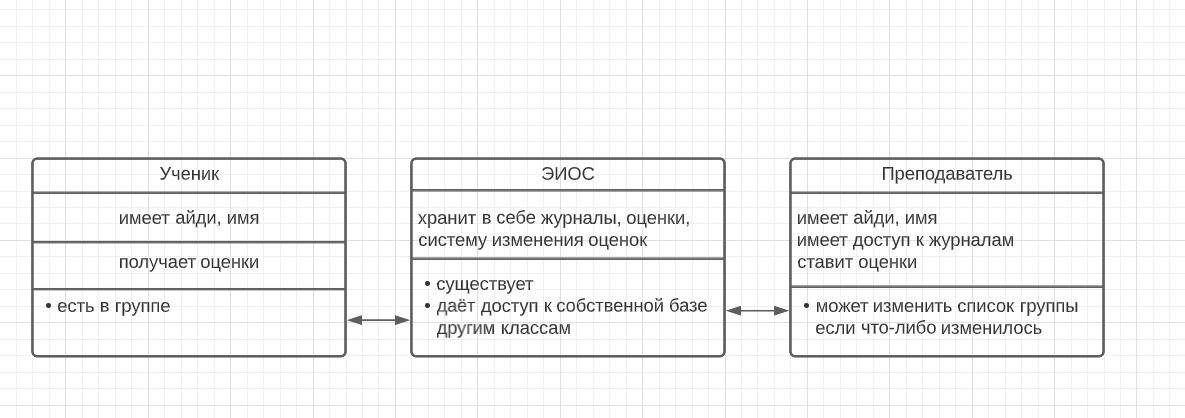 Ученик
имеет айди, имя
получает оценки
• есть в группе
ЭИОС
хранит в себе журналы, оценки,
систему изменения оценок
• существует
• даёт доступ к собственной базе
другим классам
Преподаватель
имеет айди, имя
имеет доступ к журналам
ставит оценки
• может изменить список группы
если что-либо изменилось